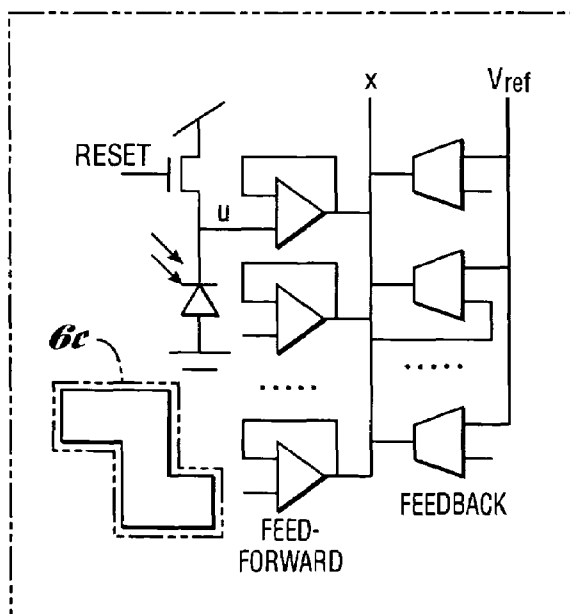 x
Vref
RESET
u
6c
.....
.....
FEED-
FORWARD
FEEDBACK